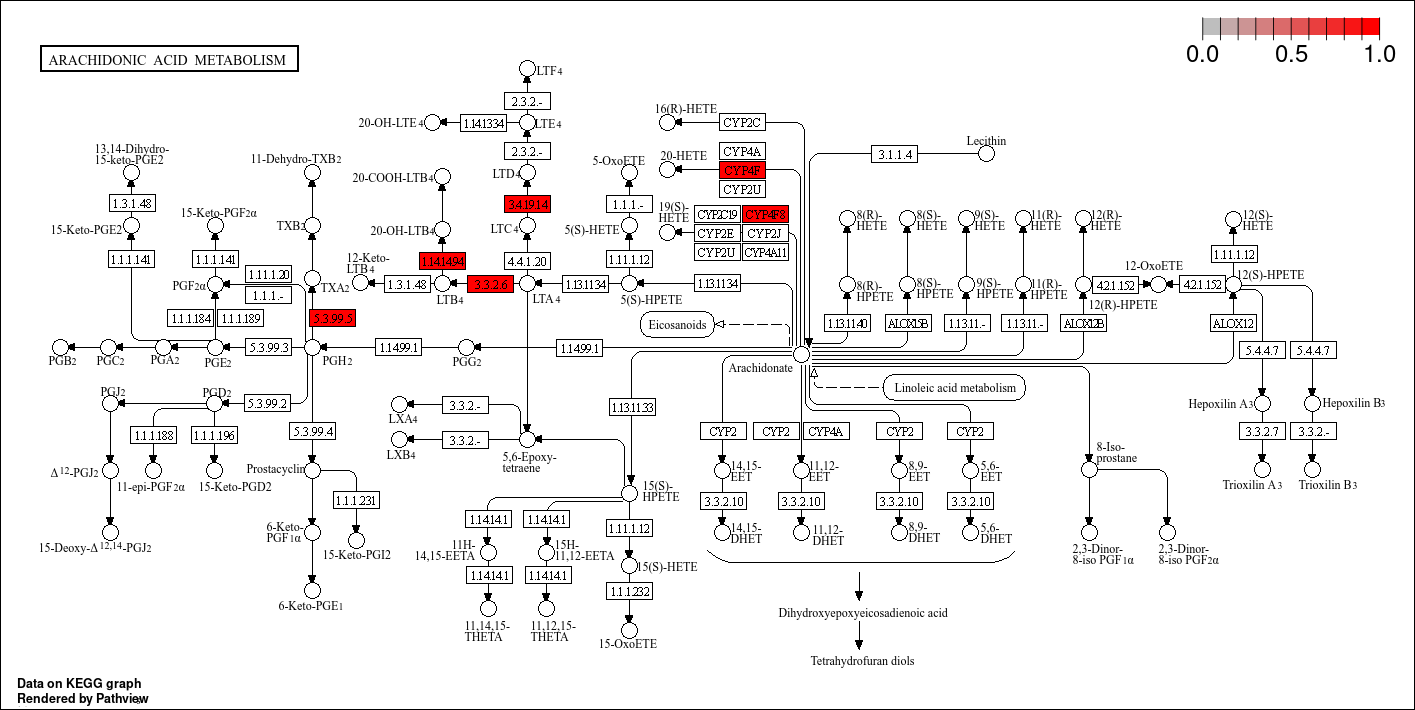 ARACHIDONIC ACID METABOLISM
0.0 0.5 1.0
LTF4
2.3.2.-
20-OH-LTE4
1.14.13.34
LTE4
2.3.2.-
16(R)-HETE
CYP2C
20-HETE
CYP4A
CYP4F
CYP2U
3.1.1.4
Lecithin
13,14-Dihydro-
15-keto-PGE2
11-Dehydro-TXB2
20-COOH-LTB4
LTD4
5-OxoETE
1.3.1.48
15-Keto-PGF2α
3.4.19.14
1.1.1.-
19(S)-
HETE
CYP2C19
CYP4F8
CYP2E
CYP2J
CYP2U
CYP4A11
15-Keto-PGE2
TXB2
20-OH-LTB4
LTC4
5(S)-HETE
8(R)-
HETE
8(S)-
HETE
9(S)-
HETE
11(R)-
HETE
12(R)-
HETE
12(S)-
HETE
1.1.1.141
1.1.1.141
1.14.14.94
4.4.1.20
1.11.1.12
1.11.1.12
1.11.1.20
1.1.1.-
12-Keto-
LTB4
PGF2α
TXA2
1.3.1.48
LTB4
3.3.2.6
LTA4
1.13.11.34
5(S)-HPETE
1.13.11.34
8(R)-
HPETE
8(S)-
HPETE
9(S)-
HPETE
11(R)-
HPETE
12(R)-HPETE
4.2.1.152
12-OxoETE
4.2.1.152
12(S)-HPETE
1.1.1.184
1.1.1.189
5.3.99.5
Eicosanoids
1.13.11.40
ALOX15B
1.13.11.-
1.13.11.-
ALOX12B
ALOX12
PGB2
PGC2
PGA2
PGE2
5.3.99.3
PGH2
1.14.99.1
PGG2
1.14.99.1
Arachidonate
5.4.4.7
5.4.4.7
Linoleic acid metabolism
PGJ2
PGD2
5.3.99.2
LXA4
3.3.2.-
1.13.11.33
Hepoxilin A3
Hepoxilin B3
1.1.1.188
1.1.1.196
5.3.99.4
LXB4
3.3.2.-
5,6-Epoxy-
tetraene
CYP2
CYP2
CYP4A
CYP2
CYP2
3.3.2.7
3.3.2.-
Δ12-PGJ2
11-epi-PGF2α
15-Keto-PGD2
Prostacyclin
14,15-
EET
11,12-
EET
8,9-
EET
5,6-
EET
8-Iso-
prostane
Trioxilin A3
Trioxilin B3
1.1.1.231
15(S)-
HPETE
3.3.2.10
3.3.2.10
3.3.2.10
3.3.2.10
1.14.14.1
1.14.14.1
1.11.1.12
15-Deoxy-Δ12,14-PGJ2
6-Keto-
PGF1α
15-Keto-PGI2
11H-
14,15-EETA
15H-
11,12-EETA
14,15-
DHET
11,12-
DHET
8,9-
DHET
5,6-
DHET
2,3-Dinor-
8-iso PGF1α
2,3-Dinor-
8-iso PGF2α
1.14.14.1
1.14.14.1
15(S)-HETE
1.1.1.232
6-Keto-PGE1
11,14,15-
THETA
11,12,15-
THETA
15-OxoETE
Dihydroxyepoxyeicosadienoic acid
Tetrahydrofuran diols
Data on KEGG graph
Rendered by Pathview